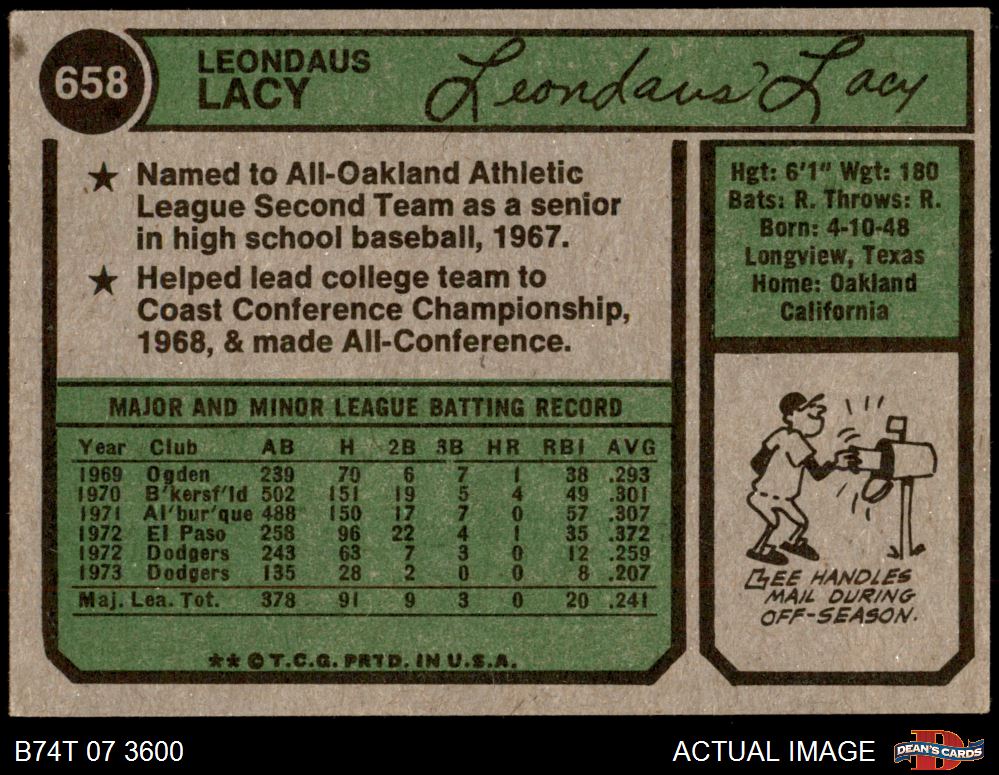 658
LEONDAUS
LACY
Leondaus Lacy
★ Named to All-Oakland Athletic
League Second Team as a senior
in high school baseball, 1967.
★ Helped lead college team to
Coast Conference Championship,
1968, & made All-Conference.
Hgt: 6'1" Wgt: 180
Bats: R. Throws: R.
Born: 4-10-48
Longview, Texas
Home: Oakland
California
MAJOR AND MINOR LEAGUE BATTING RECORD
Year Club AB H 2B 3B HR RBI AVG
1969 Ogden 239 70 6 7 1 38 .293
1970 B'kersf'ld 502 151 19 5 4 49 .301
1971 Al'bur'que 488 150 17 7 0 57 .307
1972 El Paso 258 96 22 4 1 35 .372
1972 Dodgers 243 63 7 3 0 12 .259
1973 Dodgers 135 28 2 0 0 8 .207
Maj. Lea. Tot. 378 91 9 3 0 20 .241
★★ © T.C.G. PRTD. IN U.S.A.
LEE HANDLES
MAIL DURING
OFF-SEASON.
B74T 07 3600
ACTUAL IMAGE
D
DEAN'S CARDS